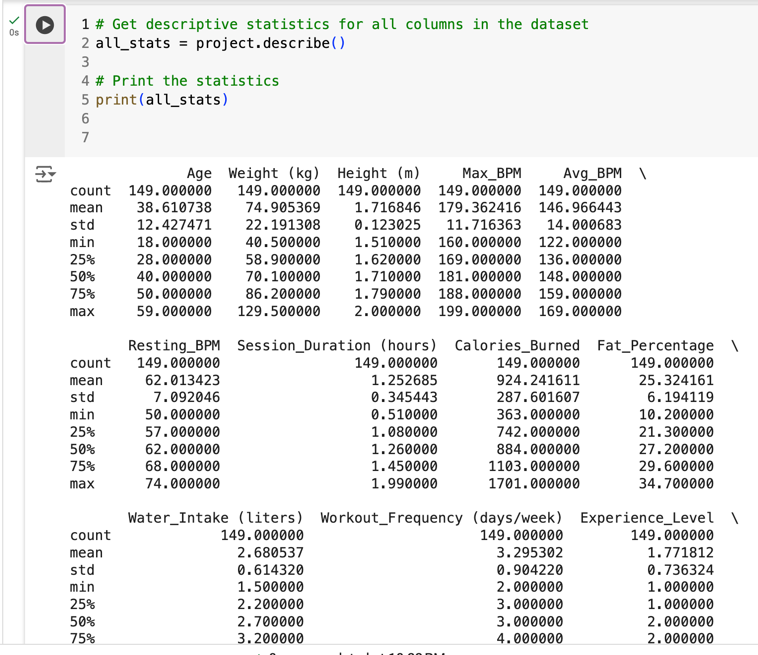 0s
1 # Get descriptive statistics for all columns in the dataset
2 all_stats = project.describe()
3
4 # Print the statistics
5 print(all_stats)
6
7
Age Weight (kg) Height (m) Max_BPM Avg_BPM \
count 149.000000 149.000000 149.000000 149.000000 149.000000
mean 38.610738 74.905369 1.716846 179.362416 146.966443
std 12.427471 22.191308 0.123025 11.716363 14.000683
min 18.000000 40.500000 1.510000 160.000000 122.000000
25% 28.000000 58.900000 1.620000 169.000000 136.000000
50% 40.000000 70.100000 1.710000 181.000000 148.000000
75% 50.000000 86.200000 1.790000 188.000000 159.000000
max 59.000000 129.500000 2.000000 199.000000 169.000000
Resting_BPM Session_Duration (hours) Calories_Burned Fat_Percentage \
count 149.000000 149.000000 149.000000 149.000000
mean 62.013423 1.252685 924.241611 25.324161
std 7.092046 0.345443 287.601607 6.194119
min 50.000000 0.510000 363.000000 10.200000
25% 57.000000 1.080000 742.000000 21.300000
50% 62.000000 1.260000 884.000000 27.200000
75% 68.000000 1.450000 1103.000000 29.600000
max 74.000000 1.990000 1701.000000 34.700000
Water_Intake (liters) Workout_Frequency (days/week) Experience_Level \
count 149.000000 149.000000 149.000000
mean 2.680537 3.295302 1.771812
std 0.614320 0.904220 0.736324
min 1.500000 2.000000 1.000000
25% 2.200000 3.000000 1.000000
50% 2.700000 3.000000 2.000000
75% 3.200000 4.000000 2.000000